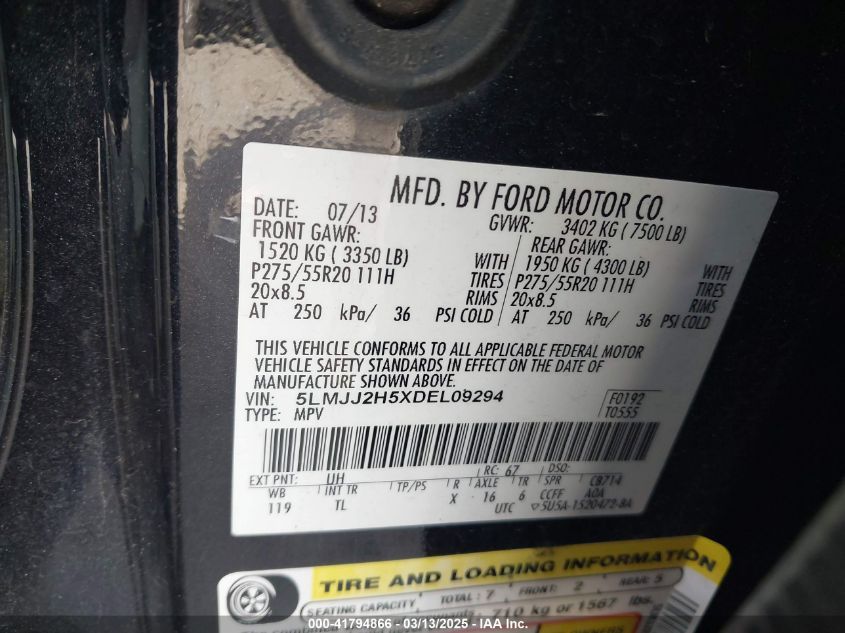 MFD. BY FORD MOTOR CO.
DATE: 07/13 GVWR: 3402 KG ( 7500 LB)
FRONT GAWR: REAR GAWR:
1520 KG ( 3350 LB) WITH 1950 KG ( 4300 LB) WITH
P275/55R20 111H TIRES P275/55R20 111H TIRES
20x8.5 RIMS 20x8.5 RIMS
AT 250 kPa/ 36 PSI COLD AT 250 kPa/ 36 PSI COLD
THIS VEHICLE CONFORMS TO ALL APPLICABLE FEDERAL MOTOR
VEHICLE SAFETY STANDARDS IN EFFECT ON THE DATE OF
MANUFACTURE SHOWN ABOVE.
VIN: 5LMJJ2H5XDEL09294 F0192
TYPE: MPV T0555
EXT PNT: UH RC: 67 DSO:
WB INT TR TP/PS R AXLE TR SPR CB714
119 TL X 16 6 CCFF AOA
UTC ▽5U5A-1520472-BA
TIRE AND LOADING INFORMATION
SEATING CAPACITY TOTAL: 7 FRONT: 2 REAR: 5
710 kg or 1567 lbs.
000-41794866 - 03/13/2025 - IAA Inc.